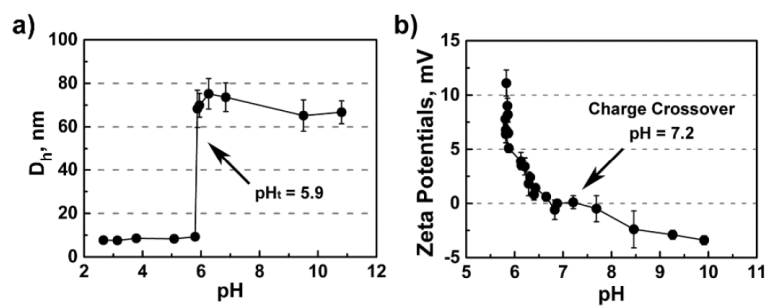 a)
100
80
60
40
20
0
Dh, nm
pHt = 5.9
2 4 6 8 10 12
pH
b)
15
10
5
0
-5
Zeta Potentials, mV
Charge Crossover
pH = 7.2
5 6 7 8 9 10 11
pH